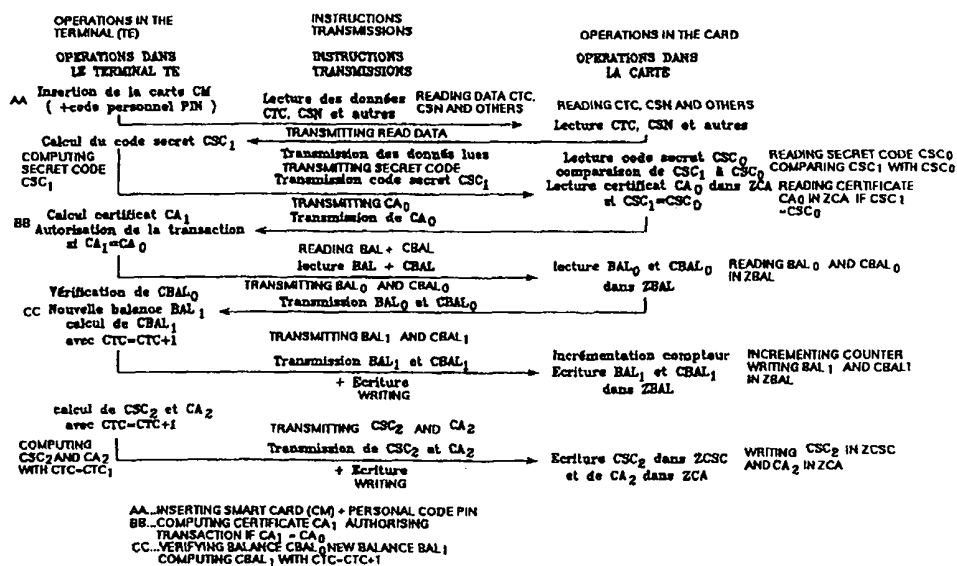 OPERATIONS IN THE
TERMINAL (TE)
INSTRUCTIONS
TRANSMISSIONS
OPERATIONS IN THE CARD
OPERATIONS DANS
LE TERMINAL TE
INSTRUCTIONS
TRANSMISSIONS
OPERATIONS DANS
LA CARTE
AA Insertion de la carte CM
( +code personnel PIN )
Lecture des données
CTC, CSN et autres
READING DATA CTC,
CSN AND OTHERS
READING CTC, CSN AND OTHERS
Lecture CTC, CSN et autres
TRANSMITTING READ DATA
Transmission des donnés lues
Calcul du code secret CSC1
COMPUTING
SECRET CODE
CSC1
TRANSMITTING SECRET CODE
Transmission code secret CSC1
Lecture code secret CSC0
comparaison de CSC1 & CSC0
Lecture certificat CA0 dans ZCA
si CSC1=CSC0
READING SECRET CODE CSC0
COMPARING CSC1 WITH CSC0
READING CERTIFICATE
CA0 IN ZCA IF CSC1
=CSC0
TRANSMITTING CA0
Transmission de CA0
Calcul certificat CA1
BB Autorisation de la transaction
si CA1=CA0
READING BAL + CBAL
lecture BAL + CBAL
lecture BAL0 et CBAL0
dans ZBAL
READING BAL0 AND CBAL0
IN ZBAL
TRANSMITTING BAL0 AND CBAL0
Transmission BAL0 et CBAL0
Vérification de CBAL0
CC Nouvelle balance BAL1
calcul de CBAL1
avec CTC=CTC+1
TRANSMITTING BAL1 AND CBAL1
Transmission BAL1 et CBAL1
+ Ecriture
WRITING
Incrémentation compteur
Ecriture BAL1 et CBAL1
dans ZBAL
INCREMENTING COUNTER
WRITING BAL1 AND CBAL1
IN ZBAL
calcul de CSC2 et CA2
avec CTC=CTC+1
COMPUTING
CSC2 AND CA2
WITH CTC=CTC1
TRANSMITTING CSC2 AND CA2
Transmission de CSC2 at CA2
+ Ecriture
WRITING
Ecriture CSC2 dans ZCSC
et de CA2 dans ZCA
WRITING CSC2 IN ZCSC
AND CA2 IN ZCA
AA...INSERTING SMART CARD (CM) + PERSONAL CODE PIN
BB...COMPUTING CERTIFICATE CA1 AUTHORISING
TRANSACTION IF CA1 = CA0
CC...VERIFYING BALANCE CBAL0 NEW BALANCE BAL1
COMPUTING CBAL1 WITH CTC=CTC+1